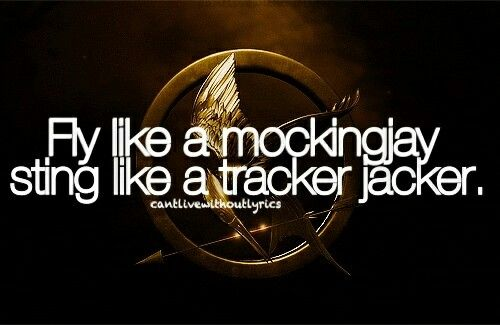 Fly like a mockingjay
sting like a tracker jacker.
cantlivewithoutlyrics